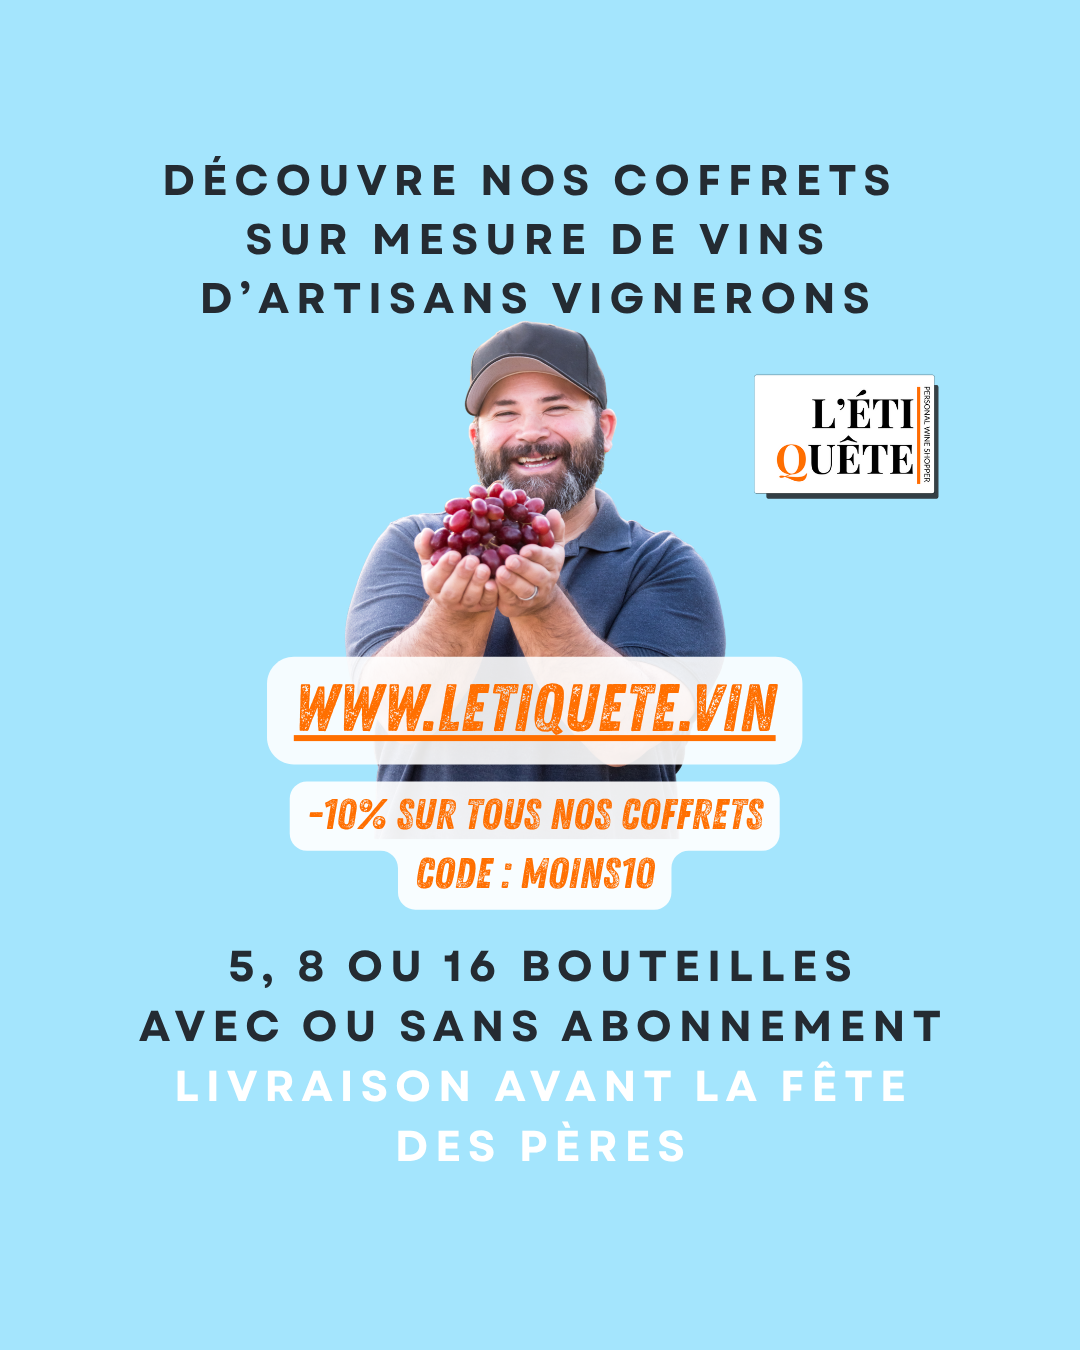 DÉCOUVRE NOS COFFRETS
SUR MESURE DE VINS
D’ARTISANS VIGNERONS
L’ÉTI
QUÊTE
PERSONAL WINE SHOPPER
WWW.LETIQUETE.VIN
-10% SUR TOUS NOS COFFRETS
CODE : MOINS10
5, 8 OU 16 BOUTEILLES
AVEC OU SANS ABONNEMENT
LIVRAISON AVANT LA FÊTE
DES PÈRES